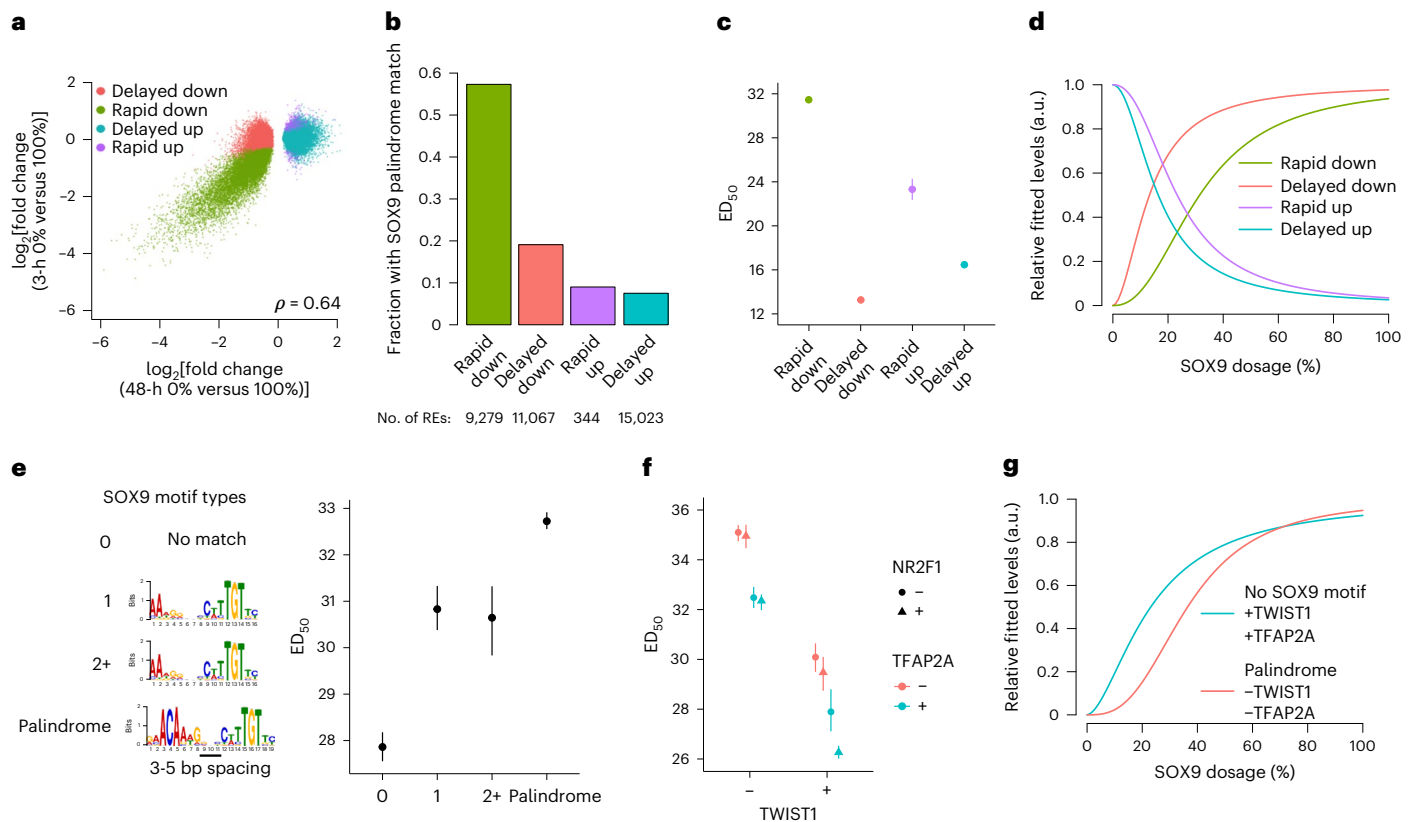 a
log2[fold change
(3-h 0% versus 100%)]
2
0
−2
−4
−6
Delayed down
Rapid down
Delayed up
Rapid up
ρ = 0.64
−6 −4 −2 0 2
log2[fold change
(48-h 0% versus 100%)]
b
Fraction with SOX9 palindrome match
0.6
0.5
0.4
0.3
0.2
0.1
0
Rapid down
Delayed down
Rapid up
Delayed up
No. of REs: 9,279 11,067 344 15,023
c
ED50
32
28
24
20
16
12
Rapid down
Delayed down
Rapid up
Delayed up
d
Relative fitted levels (a.u.)
1.0
0.8
0.6
0.4
0.2
0
Rapid down
Delayed down
Rapid up
Delayed up
0 20 40 60 80 100
SOX9 dosage (%)
e
SOX9 motif types
0 No match
1
2+
Palindrome
Bits
3-5 bp spacing
ED50
33
32
31
30
29
28
0 1 2+ Palindrome
f
ED50
36
34
32
30
28
26
− +
TWIST1
NR2F1
−
+
TFAP2A
−
+
g
Relative fitted levels (a.u.)
1.0
0.8
0.6
0.4
0.2
0
No SOX9 motif
+TWIST1
+TFAP2A
Palindrome
−TWIST1
−TFAP2A
0 20 40 60 80 100
SOX9 dosage (%)